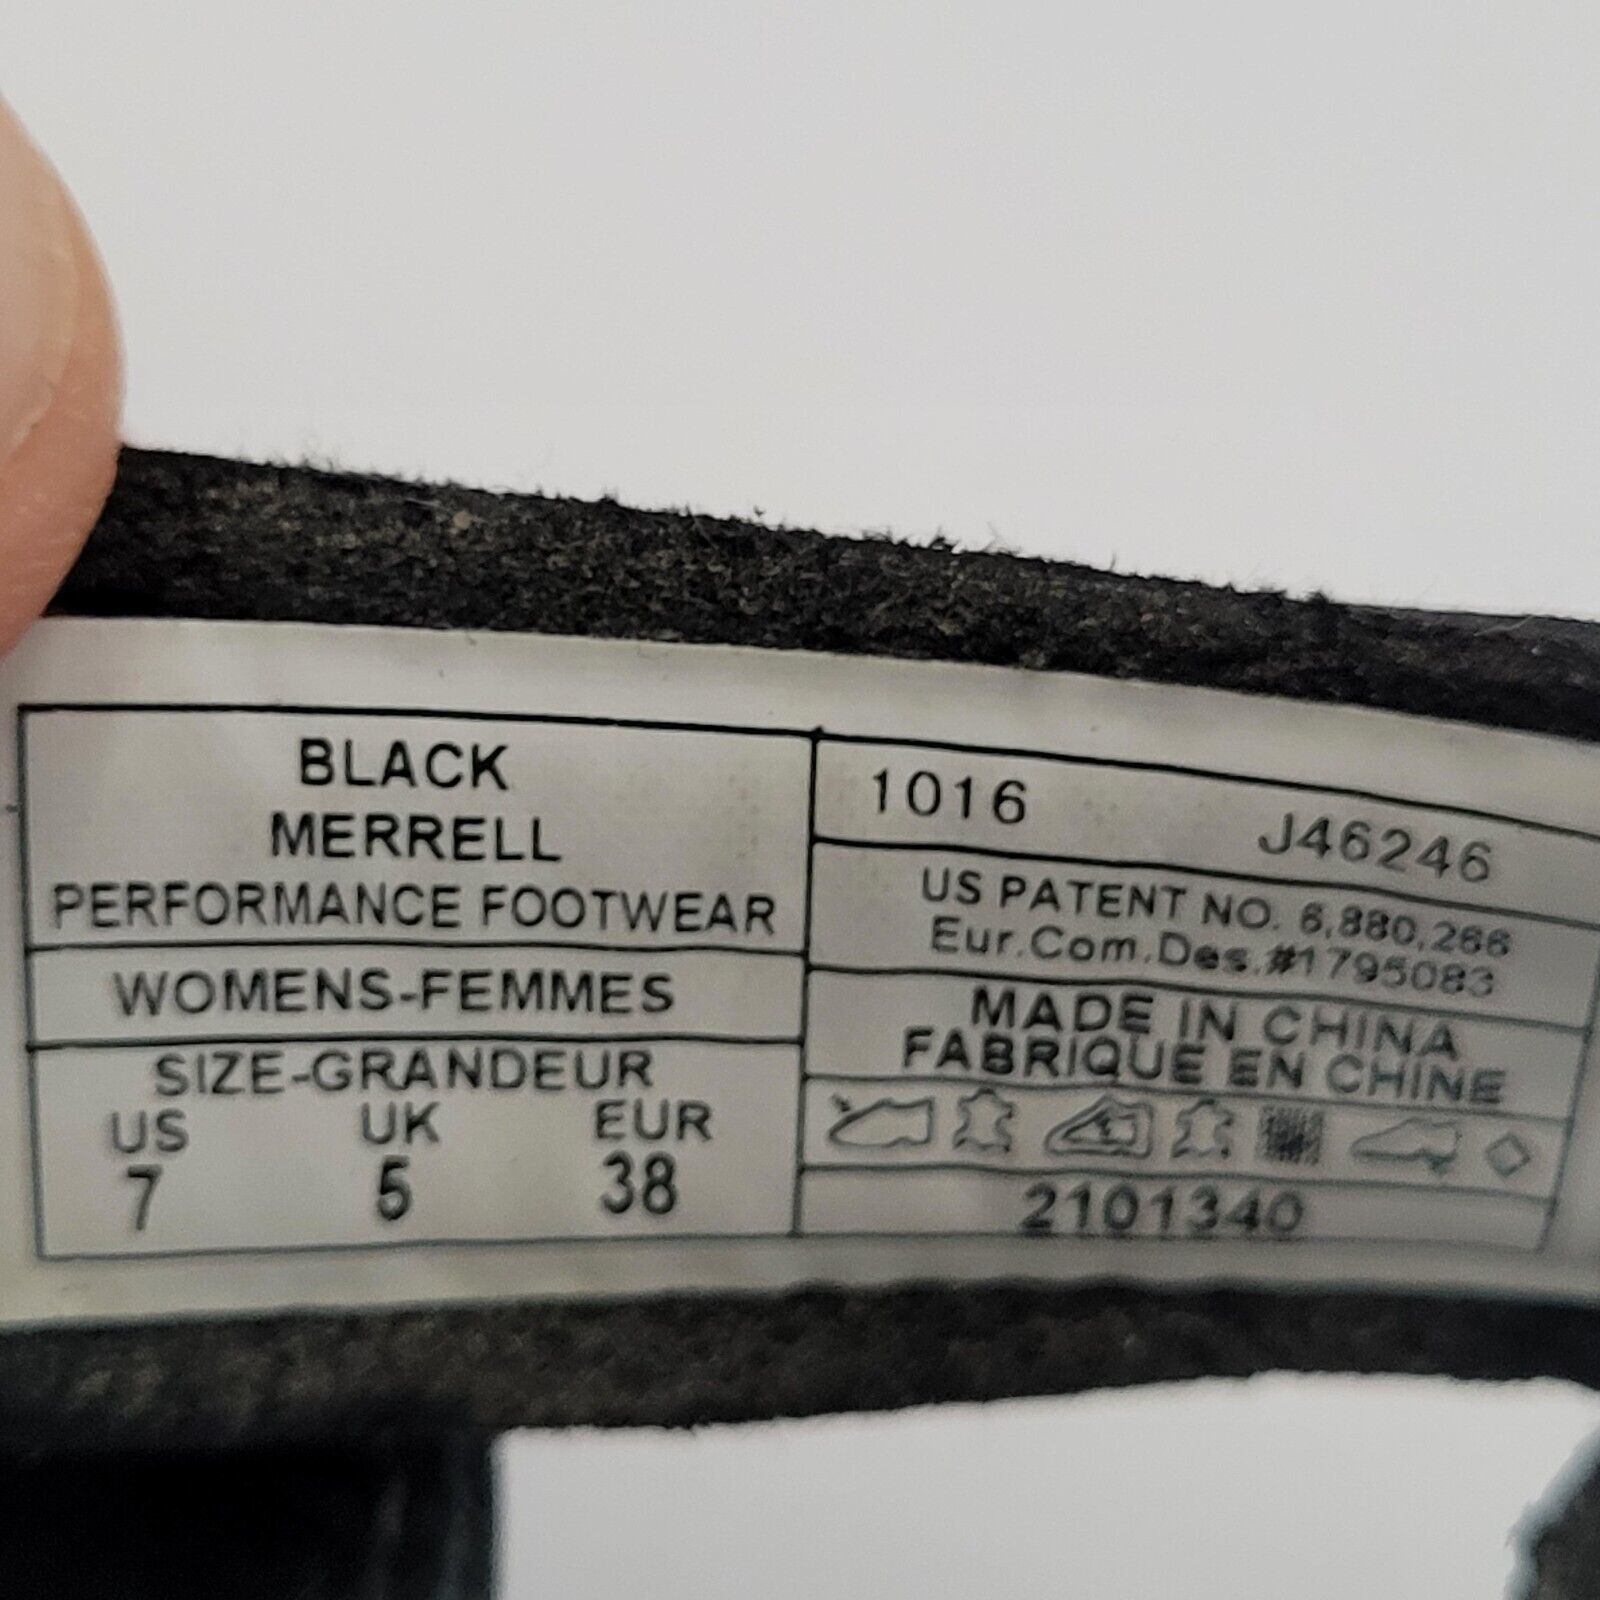 BLACK
MERRELL
PERFORMANCE FOOTWEAR
WOMENS-FEMMES
SIZE-GRANDEUR
US UK EUR
7 5 38
1016 J46246
US PATENT NO. 6,880,266
Eur.Com.Des.#1795083
MADE IN CHINA
FABRIQUE EN CHINE
2101340